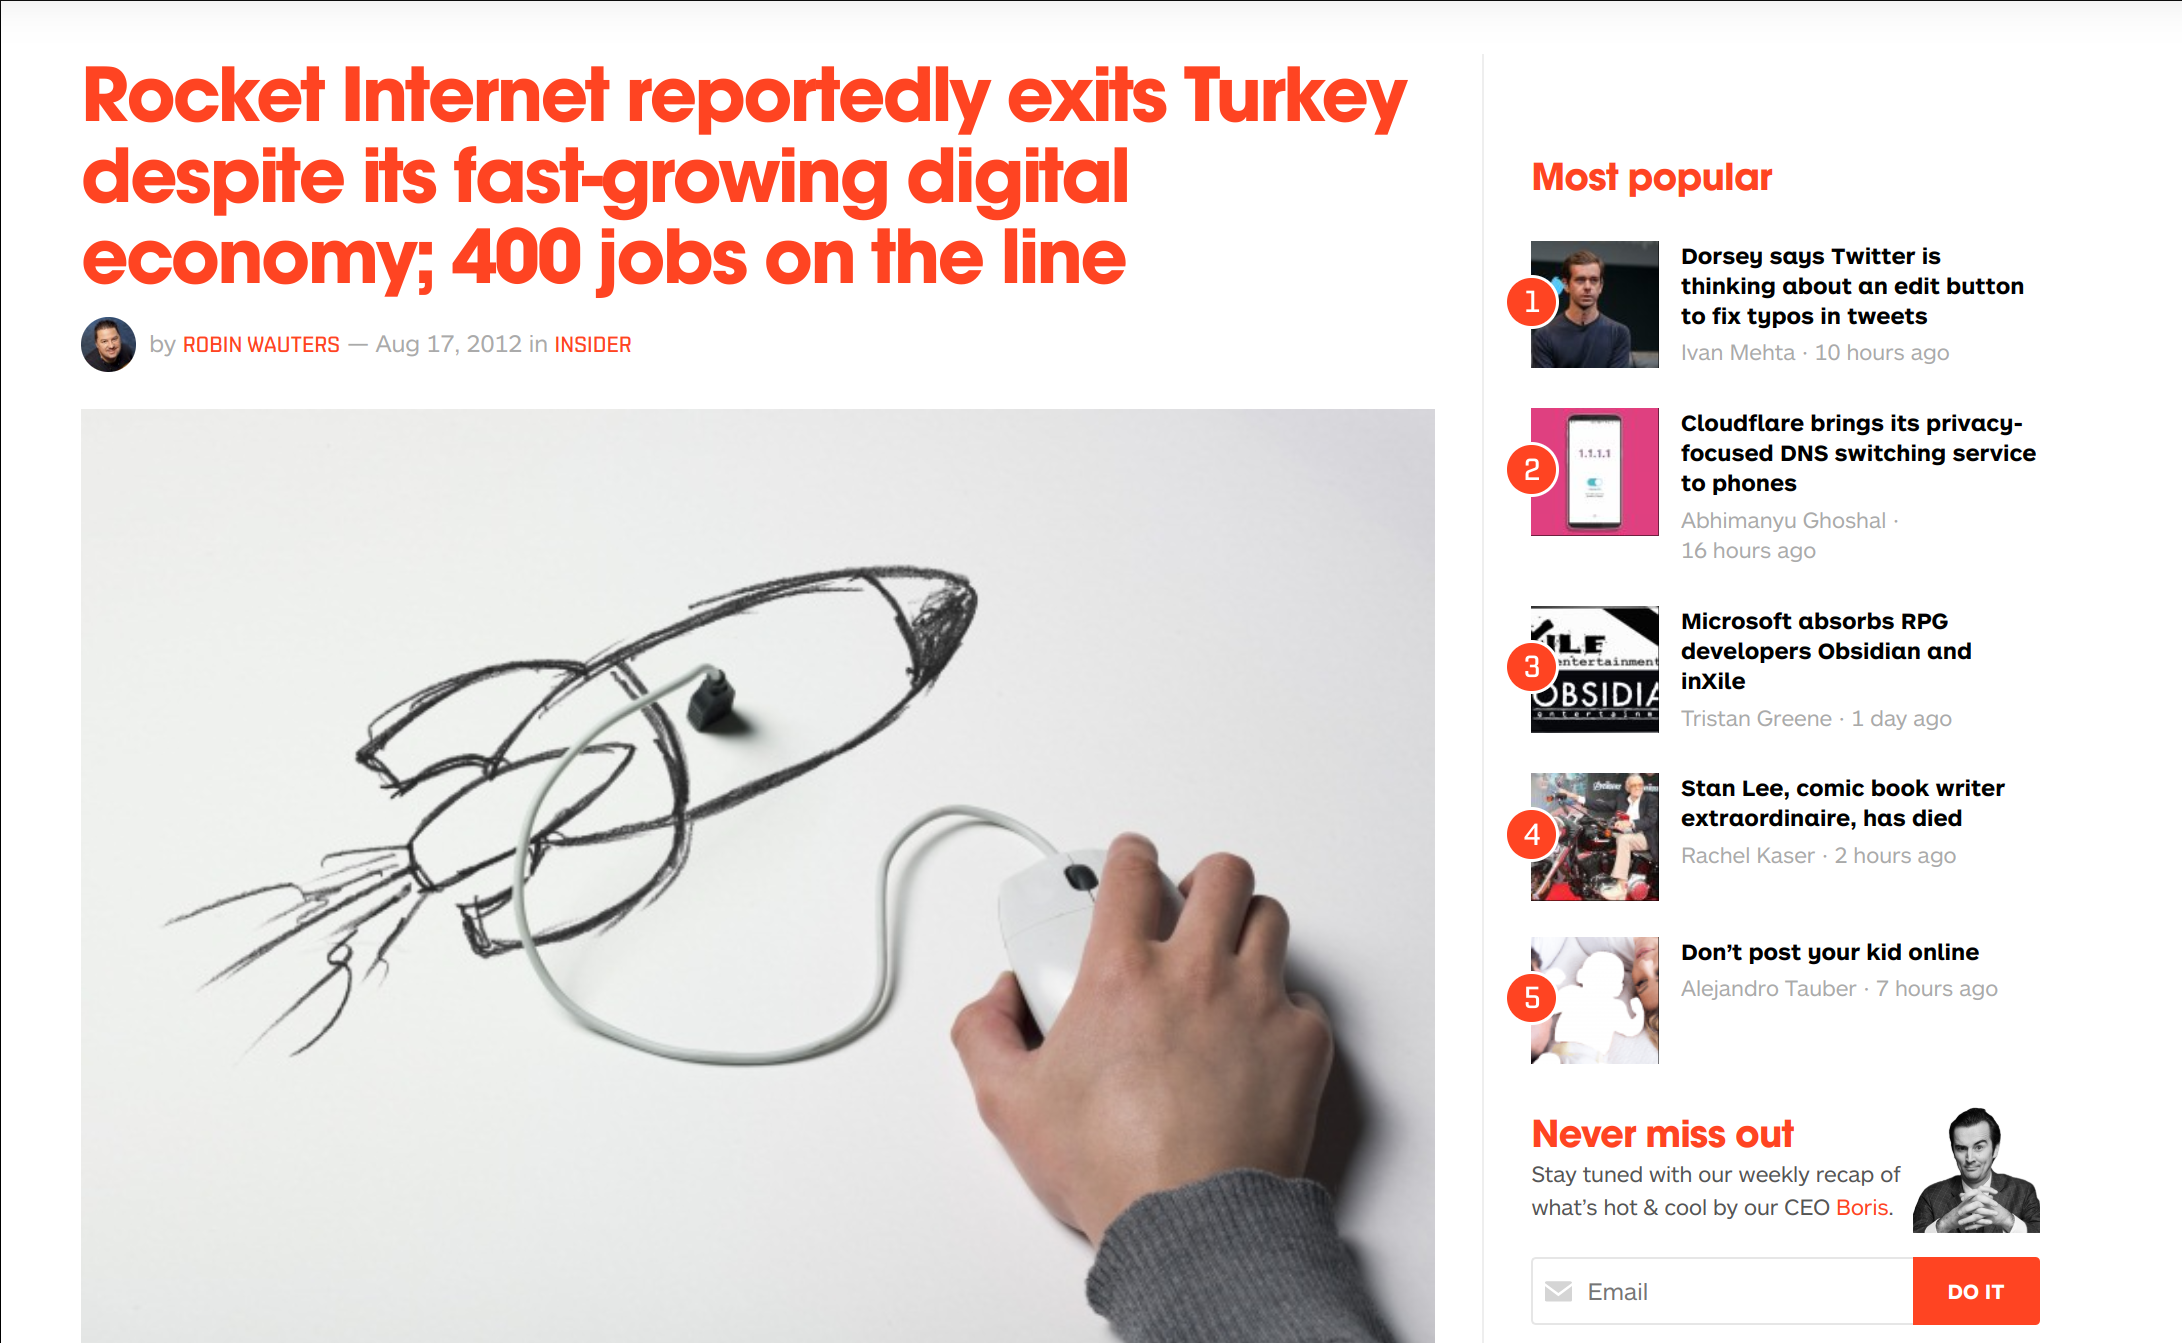 Rocket Internet reportedly exits Turkey
despite its fast-growing digital
economy; 400 jobs on the line
by ROBIN WAUTERS — Aug 17, 2012 in INSIDER
Most popular
1
Dorsey says Twitter is
thinking about an edit button
to fix typos in tweets
Ivan Mehta · 10 hours ago
2
1.1.1.1
Cloudflare brings its privacy-
focused DNS switching service
to phones
Abhimanyu Ghoshal ·
16 hours ago
3
XILE
entertainment
OBSIDIA
entertainme
Microsoft absorbs RPG
developers Obsidian and
inXile
Tristan Greene · 1 day ago
4
Stan Lee, comic book writer
extraordinaire, has died
Rachel Kaser · 2 hours ago
5
Don't post your kid online
Alejandro Tauber · 7 hours ago
Never miss out
Stay tuned with our weekly recap of
what's hot & cool by our CEO Boris.
Email
DO IT